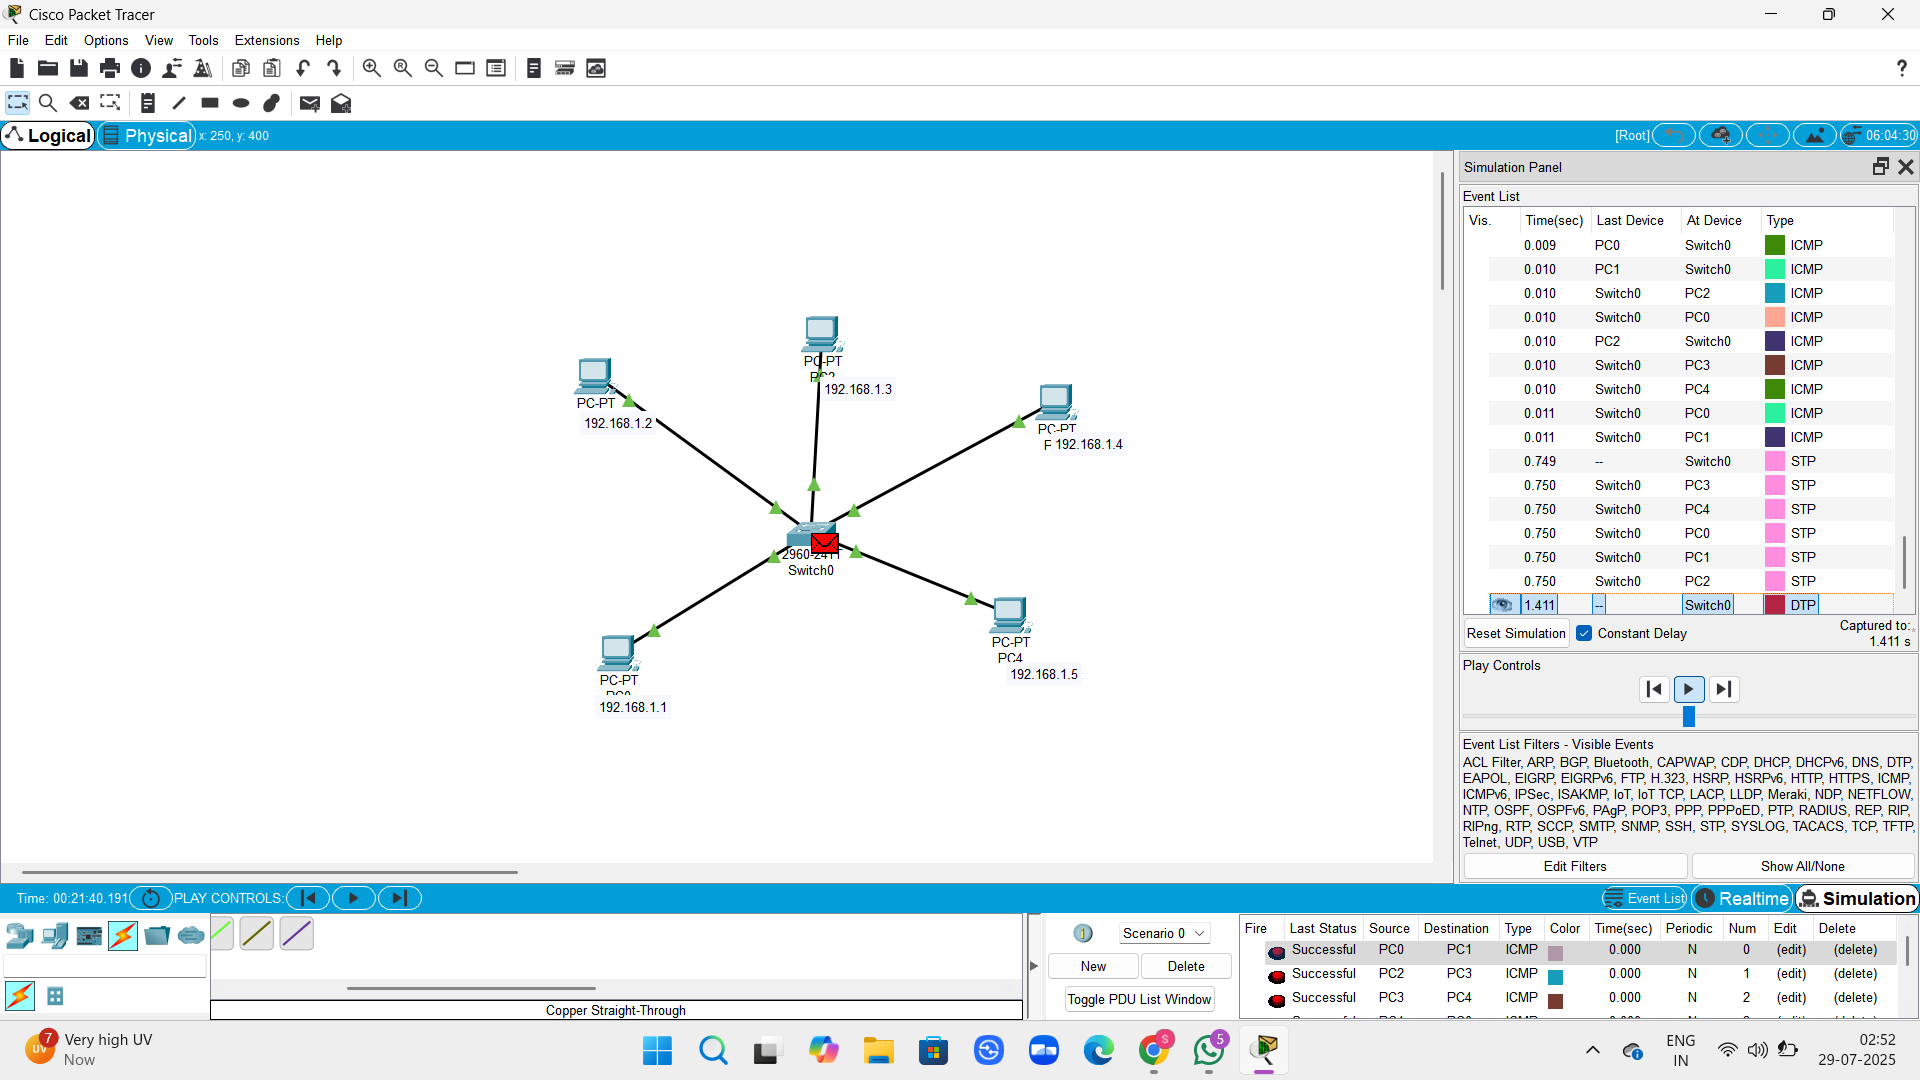 Cisco Packet Tracer
File Edit Options View Tools Extensions Help
?
Logical Physical x: 250, y: 400 [Root] 06:04:30
Simulation Panel
Event List
Vis. Time(sec) Last Device At Device Type
0.009 PC0 Switch0 ICMP
0.010 PC1 Switch0 ICMP
0.010 Switch0 PC2 ICMP
0.010 Switch0 PC0 ICMP
0.010 PC2 Switch0 ICMP
0.010 Switch0 PC3 ICMP
0.010 Switch0 PC4 ICMP
0.011 Switch0 PC0 ICMP
0.011 Switch0 PC1 ICMP
0.749 -- Switch0 STP
0.750 Switch0 PC3 STP
0.750 Switch0 PC4 STP
0.750 Switch0 PC0 STP
0.750 Switch0 PC1 STP
0.750 Switch0 PC2 STP
1.411 -- Switch0 DTP
Reset Simulation Constant Delay Captured to:
1.411 s
Play Controls
Event List Filters - Visible Events
ACL Filter, ARP, BGP, Bluetooth, CAPWAP, CDP, DHCP, DHCPv6, DNS, DTP,
EAPOL, EIGRP, EIGRPv6, FTP, H.323, HSRP, HSRPv6, HTTP, HTTPS, ICMP,
ICMPv6, IPSec, ISAKMP, IoT, IoT TCP, LACP, LLDP, Meraki, NDP, NETFLOW,
NTP, OSPF, OSPFv6, PAgP, POP3, PPP, PPPoED, PTP, RADIUS, REP, RIP,
RIPng, RTP, SCCP, SMTP, SNMP, SSH, STP, SYSLOG, TACACS, TCP, TFTP,
Telnet, UDP, USB, VTP
Edit Filters Show All/None
PC-PT
192.168.1.3
PC-PT
192.168.1.2
PC-PT
192.168.1.4
Switch0
PC-PT
PC4
192.168.1.5
PC-PT
192.168.1.1
Time: 00:21:40.191 PLAY CONTROLS: Event List Realtime Simulation
Scenario 0
New Delete
Toggle PDU List Window
Fire Last Status Source Destination Type Color Time(sec) Periodic Num Edit Delete
Successful PC0 PC1 ICMP 0.000 N 0 (edit) (delete)
Successful PC2 PC3 ICMP 0.000 N 1 (edit) (delete)
Successful PC3 PC4 ICMP 0.000 N 2 (edit) (delete)
Copper Straight-Through
7 UV Very high UV
Now
S
5
ENG
IN
02:52
29-07-2025